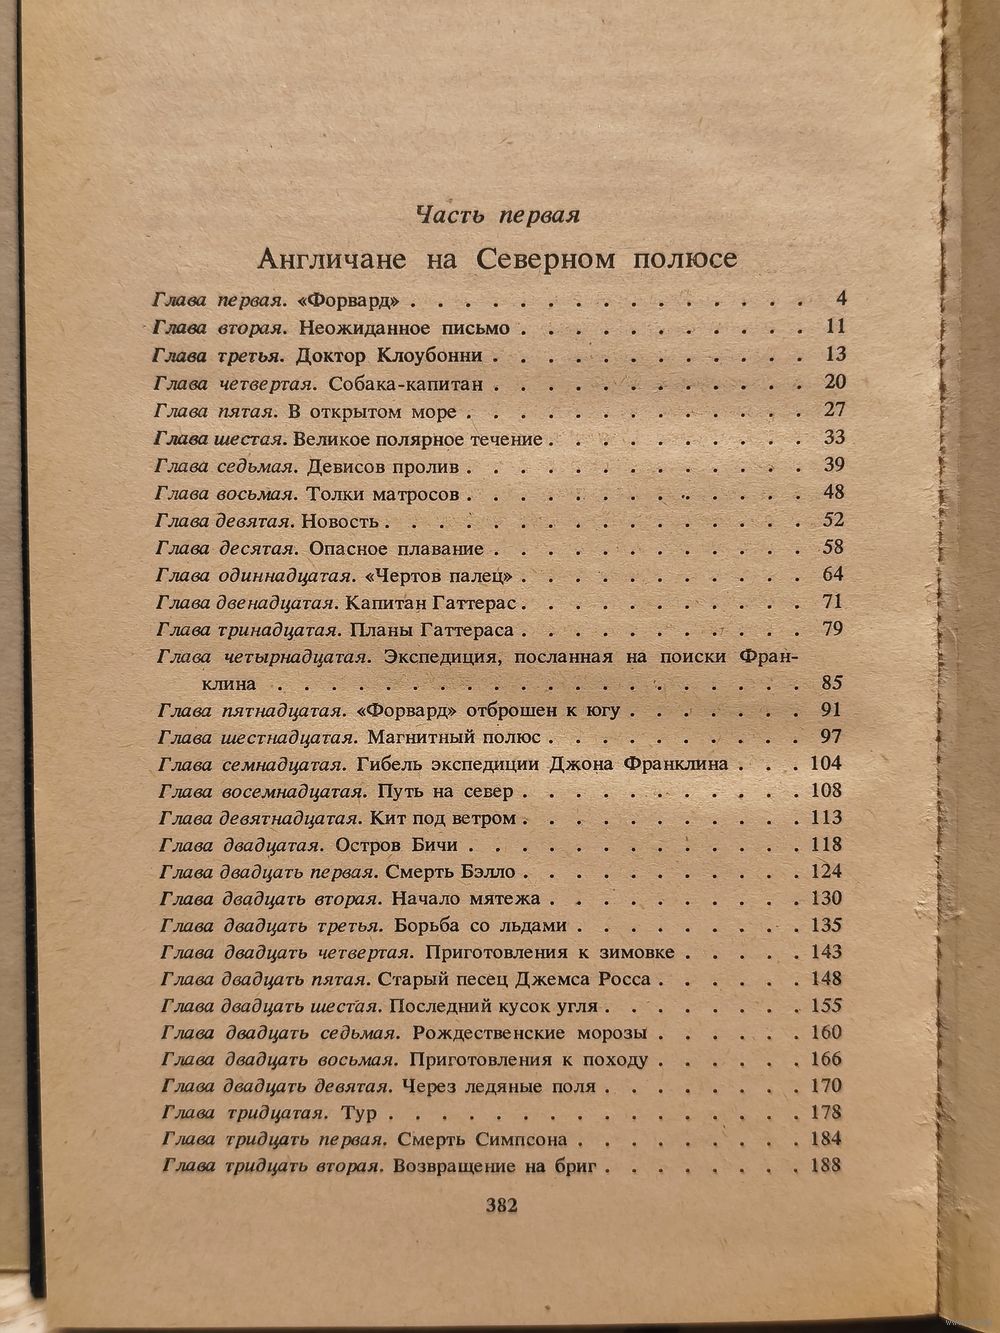 Часть первая
Англичане на Северном полюсе
Глава первая. «Форвард» . . . . . . . . . . . . . . . 4
Глава вторая. Неожиданное письмо . . . . . . . . . . . 11
Глава третья. Доктор Клоубонни . . . . . . . . . . . . 13
Глава четвертая. Собака-капитан . . . . . . . . . . . . 20
Глава пятая. В открытом море . . . . . . . . . . . . . 27
Глава шестая. Великое полярное течение . . . . . . . . . . 33
Глава седьмая. Девисов пролив . . . . . . . . . . . . . 39
Глава восьмая. Толки матросов . . . . . . . . . . . . . 48
Глава девятая. Новость . . . . . . . . . . . . . . . . 52
Глава десятая. Опасное плавание . . . . . . . . . . . . 58
Глава одиннадцатая. «Чертов палец» . . . . . . . . . . . 64
Глава двенадцатая. Капитан Гаттерас . . . . . . . . . . . 71
Глава тринадцатая. Планы Гаттераса . . . . . . . . . . . 79
Глава четырнадцатая. Экспедиция, посланная на поиски Фран-
клина . . . . . . . . . . . . . . . . . . . . 85
Глава пятнадцатая. «Форвард» отброшен к югу . . . . . . . 91
Глава шестнадцатая. Магнитный полюс . . . . . . . . . . 97
Глава семнадцатая. Гибель экспедиции Джона Франклина . . . 104
Глава восемнадцатая. Путь на север . . . . . . . . . . . 108
Глава девятнадцатая. Кит под ветром . . . . . . . . . . . 113
Глава двадцатая. Остров Бичи . . . . . . . . . . . . . 118
Глава двадцать первая. Смерть Бэлло . . . . . . . . . . . 124
Глава двадцать вторая. Начало мятежа . . . . . . . . . . 130
Глава двадцать третья. Борьба со льдами . . . . . . . . . 135
Глава двадцать четвертая. Приготовления к зимовке . . . . . 143
Глава двадцать пятая. Старый песец Джемса Росса . . . . . . 148
Глава двадцать шестая. Последний кусок угля . . . . . . . . 155
Глава двадцать седьмая. Рождественские морозы . . . . . . 160
Глава двадцать восьмая. Приготовления к походу . . . . . . 166
Глава двадцать девятая. Через ледяные поля . . . . . . . . 170
Глава тридцатая. Тур . . . . . . . . . . . . . . . . 178
Глава тридцать первая. Смерть Симпсона . . . . . . . . . 184
Глава тридцать вторая. Возвращение на бриг . . . . . . . . 188
382